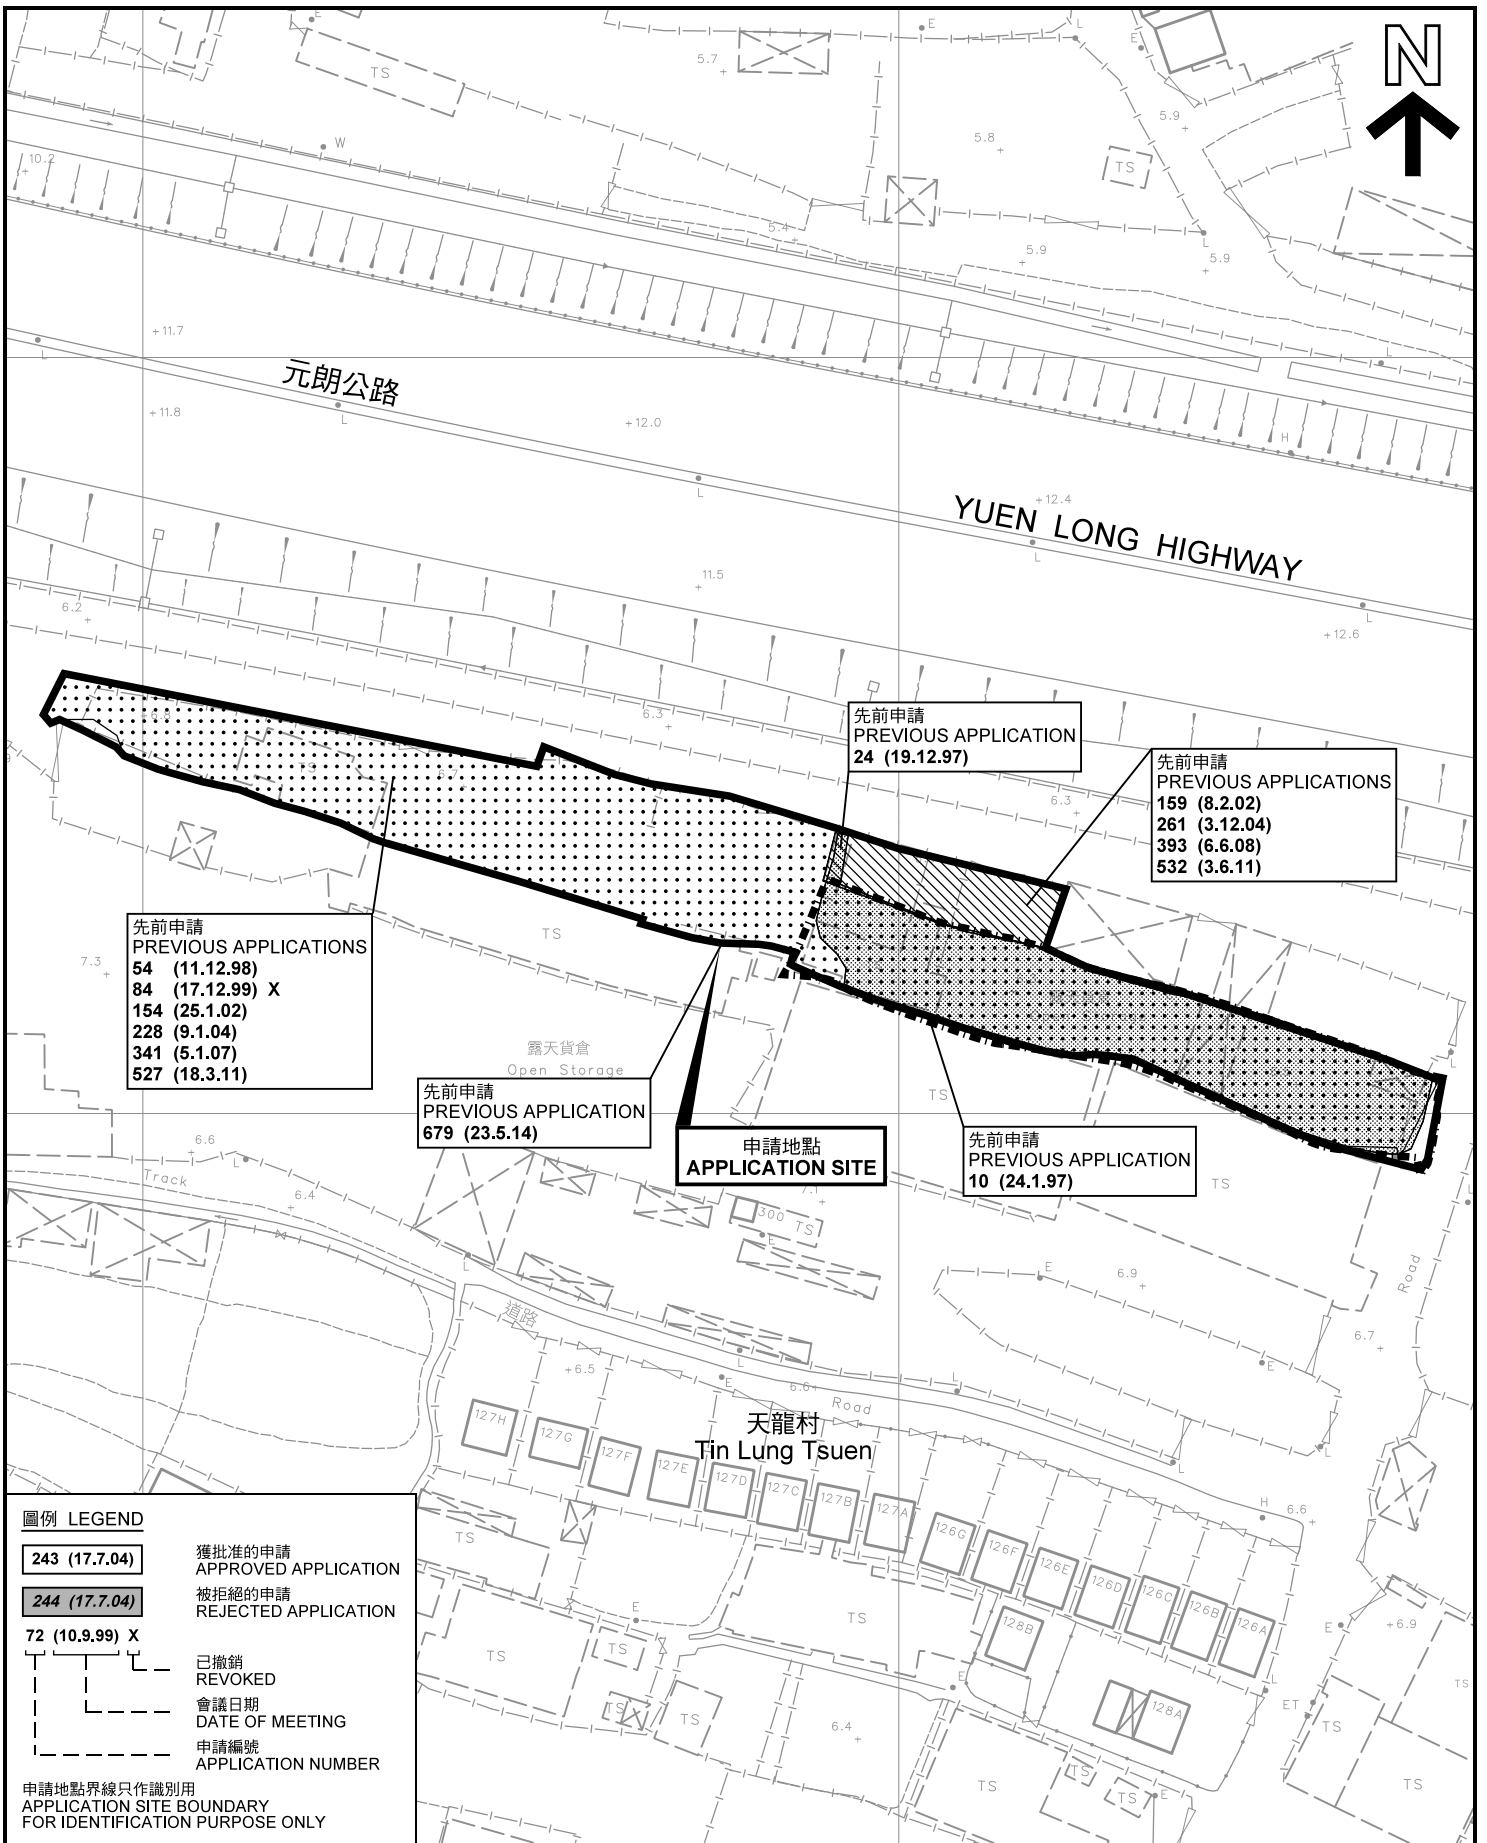 N
E
E
L
E
TS
5.7
W
10.2
5.8
5.9
TS
5.4
5.9
5.9
L
11.7
L
L
元朗公路
11.8
L
12.0
H
12.4
YUEN LONG HIGHWAY
L
L
11.5
L
12.6
6.2
6.8
6.3
TS
6.7
6.3
先前申請
PREVIOUS APPLICATION
24 (19.12.97)
先前申請
PREVIOUS APPLICATIONS
159 (8.2.02)
261 (3.12.04)
393 (6.6.08)
532 (3.6.11)
先前申請
PREVIOUS APPLICATIONS
54 (11.12.98)
84 (17.12.99) X
154 (25.1.02)
228 (9.1.04)
341 (5.1.07)
527 (18.3.11)
TS
7.3
露天貨倉
Open Storage
先前申請
PREVIOUS APPLICATION
679 (23.5.14)
申請地點
APPLICATION SITE
TS
先前申請
PREVIOUS APPLICATION
10 (24.1.97)
TS
L
L
6.6
L
Track
6.4
7.1
300
TS
E
L
道路
E
6.9
Road
6.7
6.5
L
E
6.6
L
E
Road
天龍村
Tin Lung Tsuen
127H
127G
127F
127E
127D
127C
127B
127A
126G
126F
126E
126D
126C
126B
126A
L
L
H
6.6
TS
TS
E
TS
TS
TS
TS
128B
E
128A
L
E
6.9
ET
TS
TS
6.4
TS
TS
TS
E
TS
圖例 LEGEND
243 (17.7.04)
獲批准的申請
APPROVED APPLICATION
244 (17.7.04)
被拒絕的申請
REJECTED APPLICATION
72 (10.9.99) X
已撤銷
REVOKED
會議日期
DATE OF MEETING
申請編號
APPLICATION NUMBER
申請地點界線只作識別用
APPLICATION SITE BOUNDARY
FOR IDENTIFICATION PURPOSE ONLY